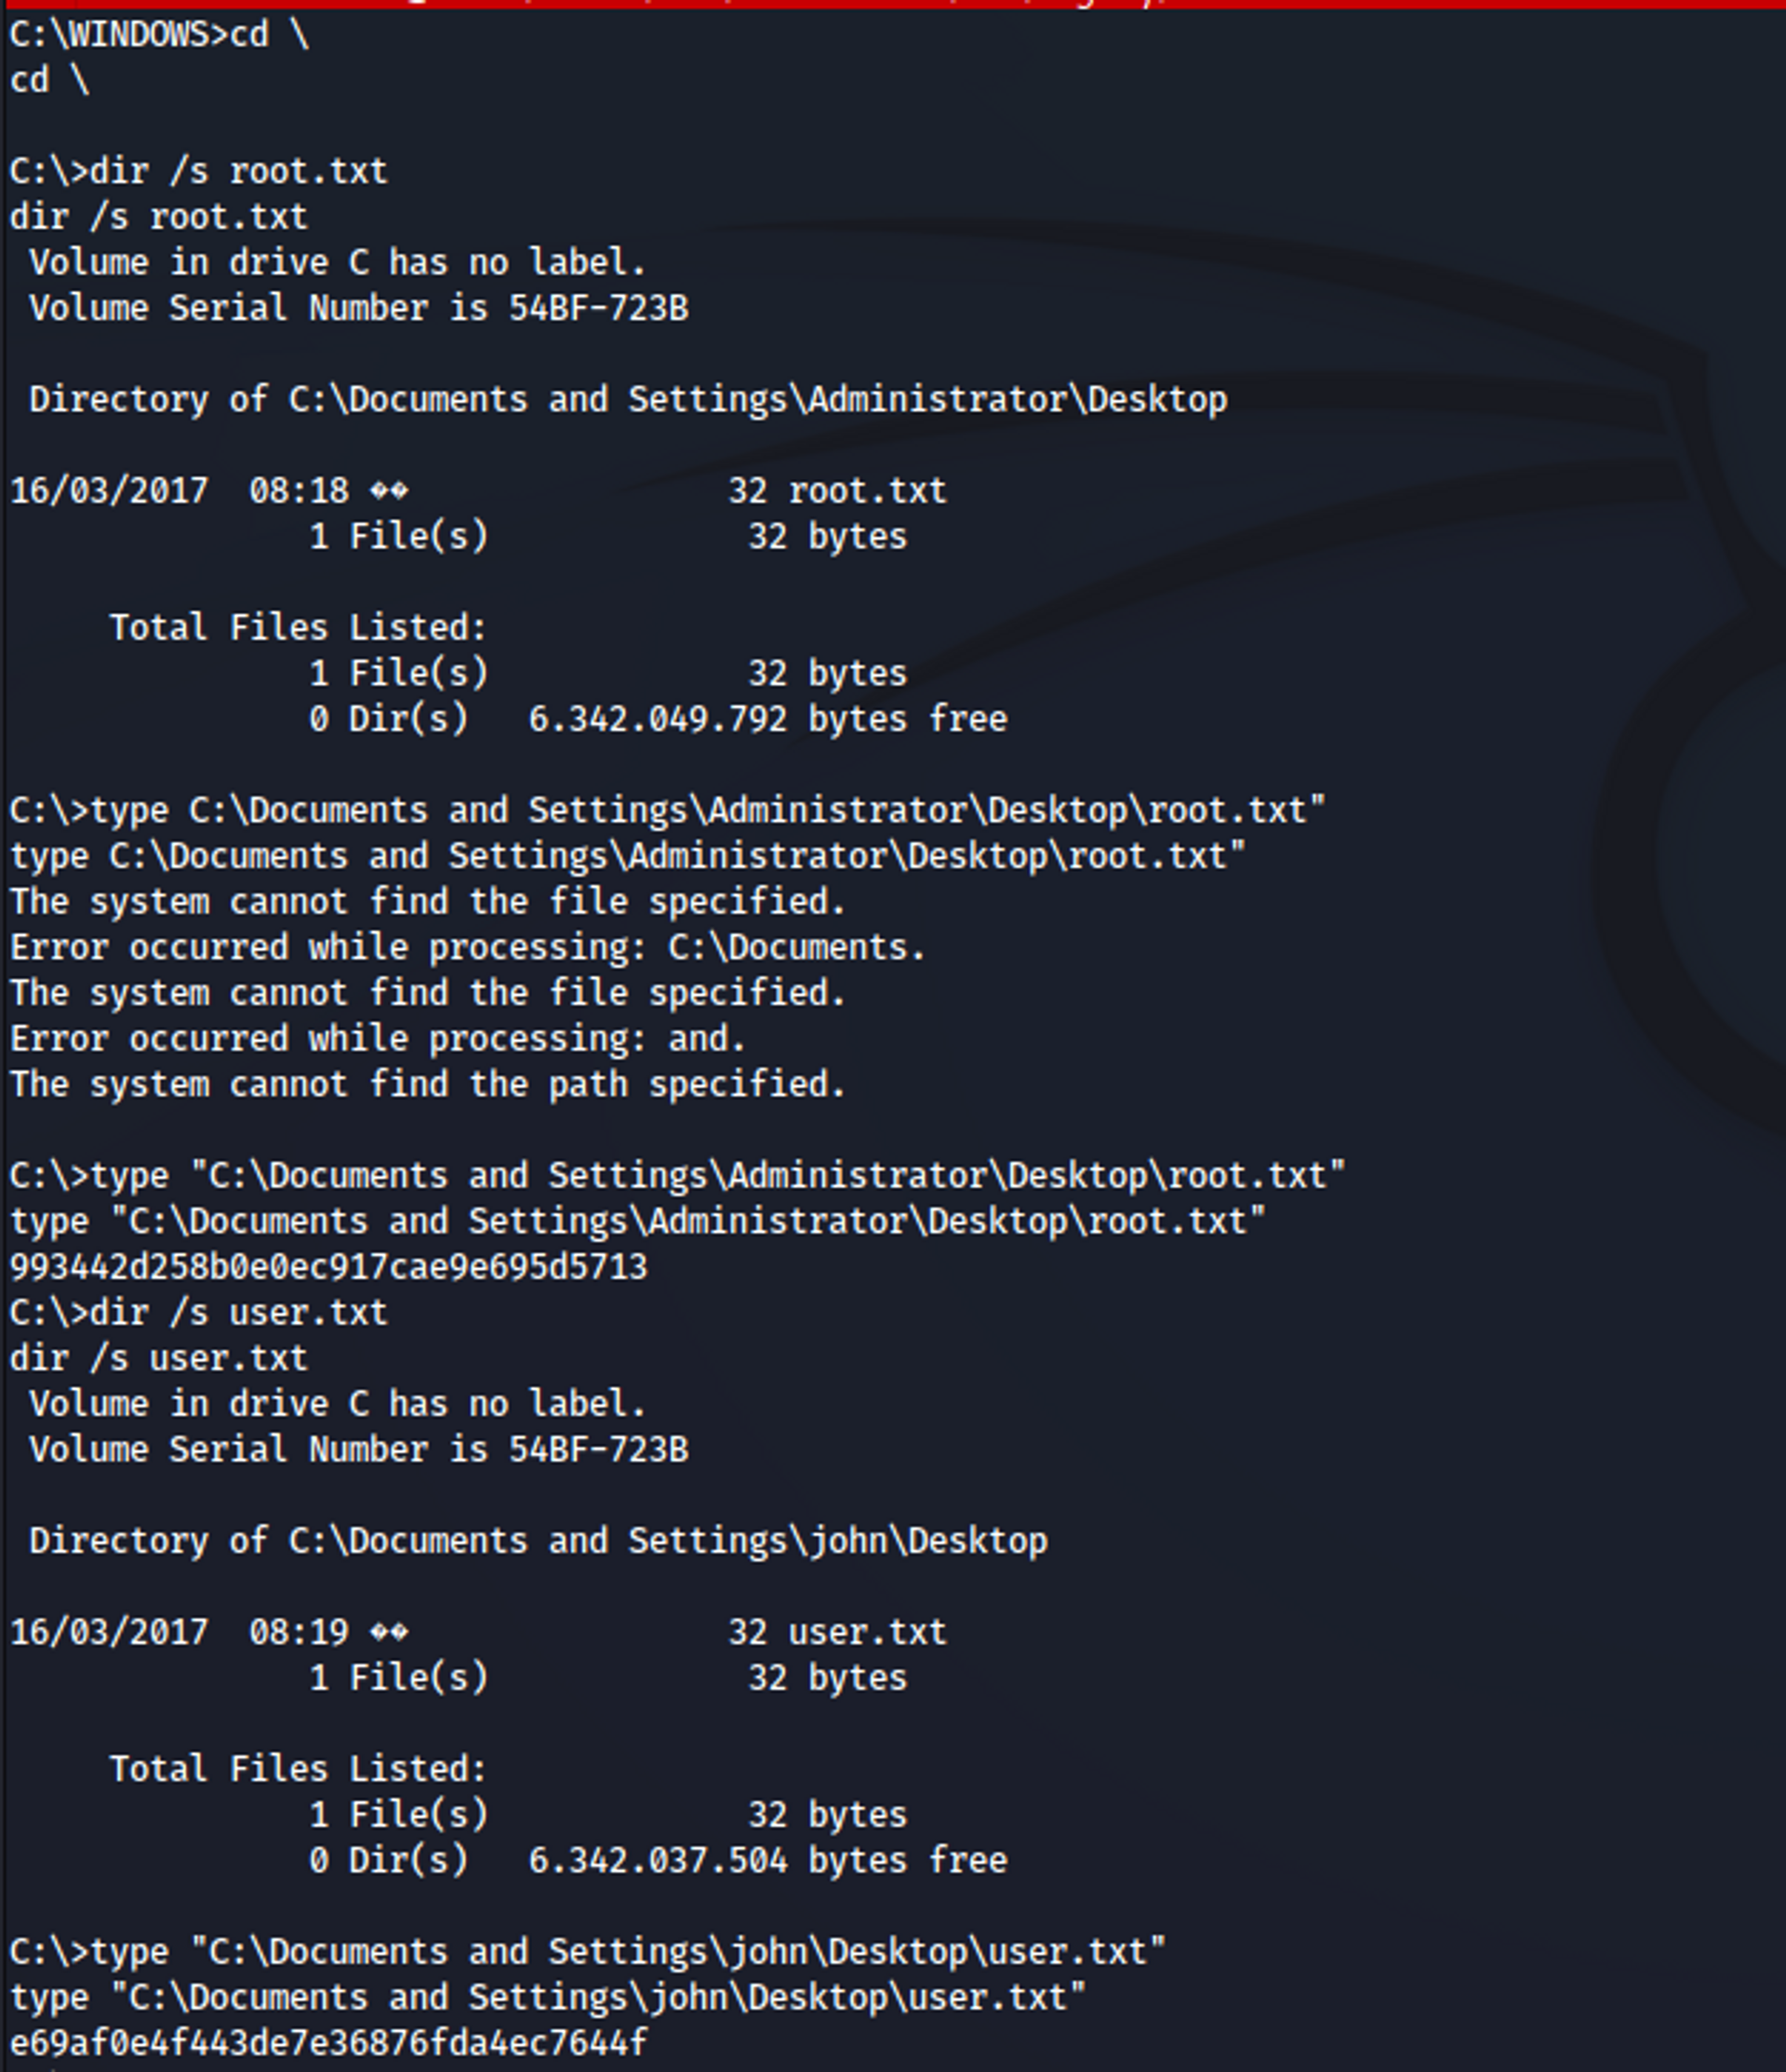 C:\WINDOWS>cd \
cd \
C:\>dir /s root.txt
dir /s root.txt
Volume in drive C has no label.
Volume Serial Number is 54BF-723B
Directory of C:\Documents and Settings\Administrator\Desktop
16/03/2017  08:18 ��                32 root.txt
1 File(s)             32 bytes
Total Files Listed:
1 File(s)             32 bytes
0 Dir(s)   6.342.049.792 bytes free
C:\>type C:\Documents and Settings\Administrator\Desktop\root.txt"
type C:\Documents and Settings\Administrator\Desktop\root.txt"
The system cannot find the file specified.
Error occurred while processing: C:\Documents.
The system cannot find the file specified.
Error occurred while processing: and.
The system cannot find the path specified.
C:\>type "C:\Documents and Settings\Administrator\Desktop\root.txt"
type "C:\Documents and Settings\Administrator\Desktop\root.txt"
993442d258b0e0ec917cae9e695d5713
C:\>dir /s user.txt
dir /s user.txt
Volume in drive C has no label.
Volume Serial Number is 54BF-723B
Directory of C:\Documents and Settings\john\Desktop
16/03/2017  08:19 ��                32 user.txt
1 File(s)             32 bytes
Total Files Listed:
1 File(s)             32 bytes
0 Dir(s)   6.342.037.504 bytes free
C:\>type "C:\Documents and Settings\john\Desktop\user.txt"
type "C:\Documents and Settings\john\Desktop\user.txt"
e69af0e4f443de7e36876fda4ec7644f